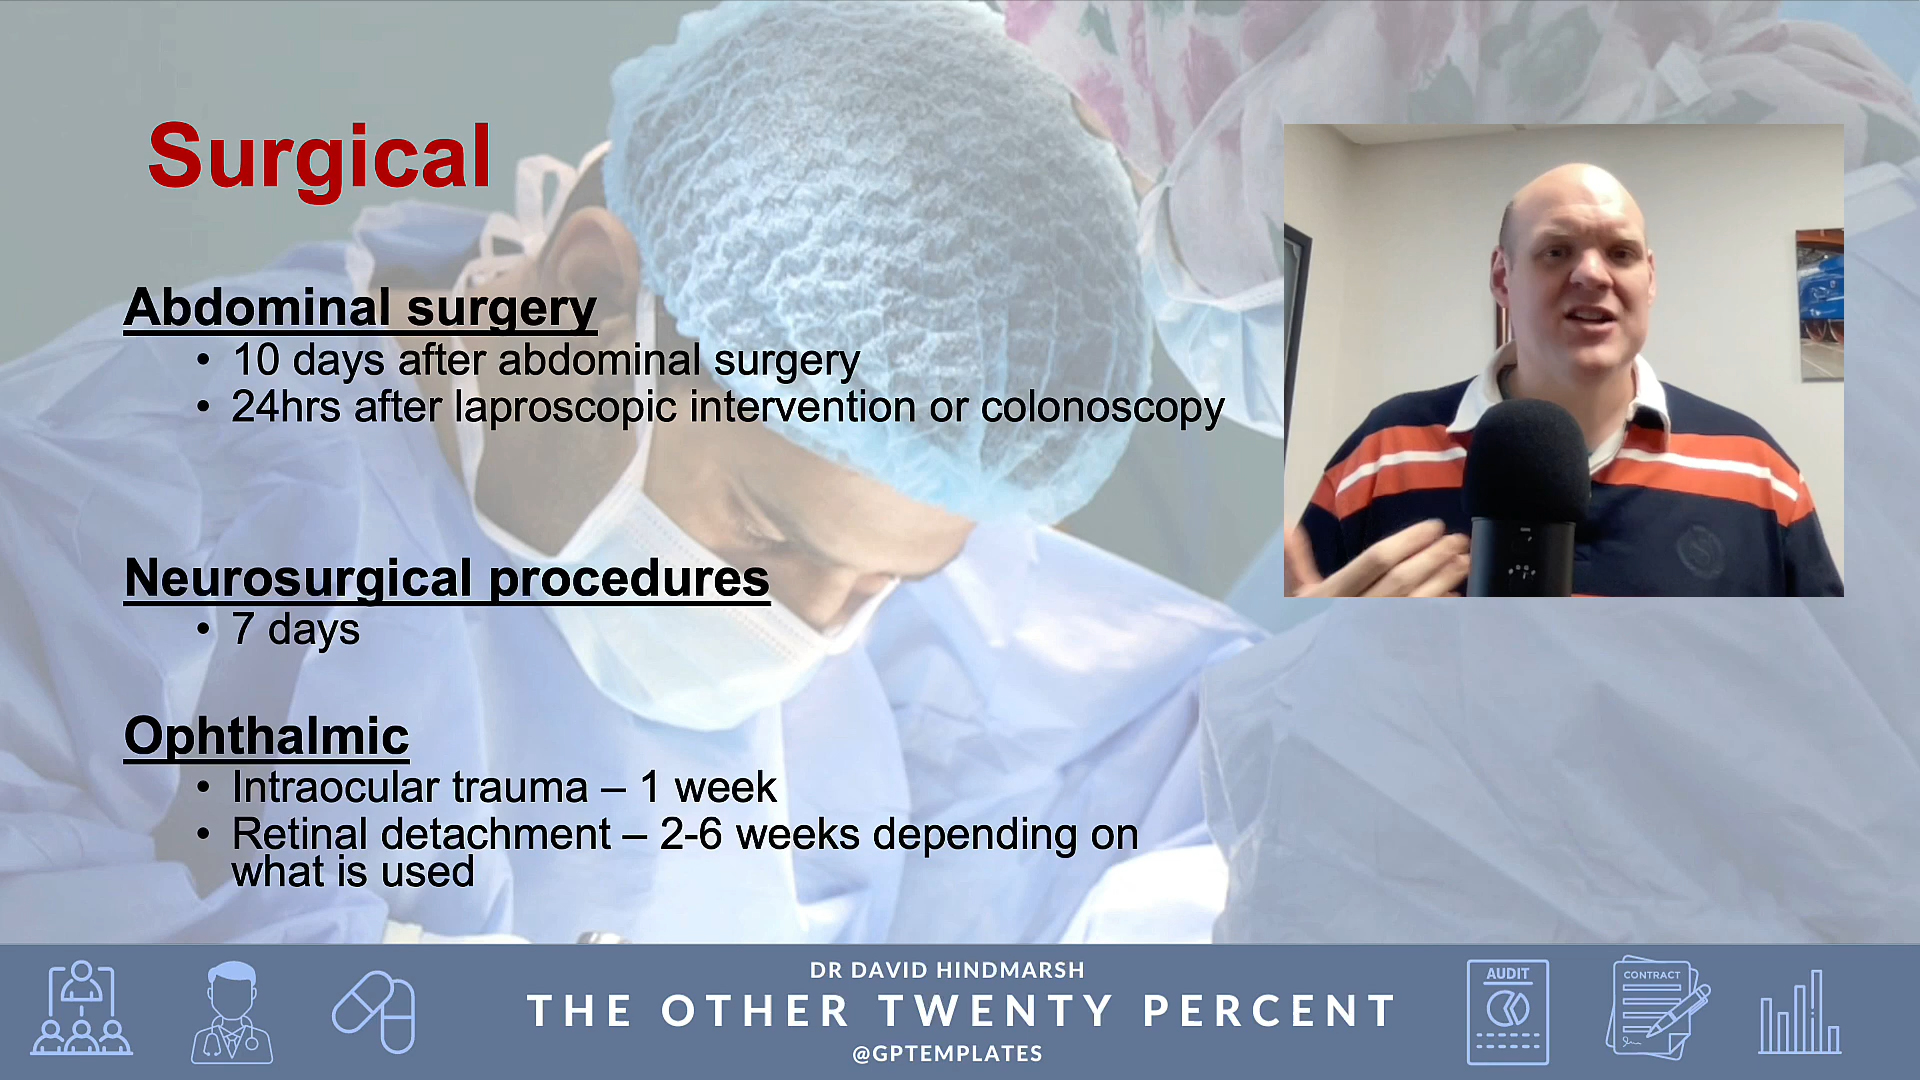 Surgical
Abdominal surgery
• 10 days after abdominal surgery
• 24hrs after laproscopic intervention or colonoscopy
Neurosurgical procedures
• 7 days
Ophthalmic
• Intraocular trauma – 1 week
• Retinal detachment – 2-6 weeks depending on
what is used
DR DAVID HINDMARSH
THE OTHER TWENTY PERCENT
@GPTEMPLATES
AUDIT
CONTRACT